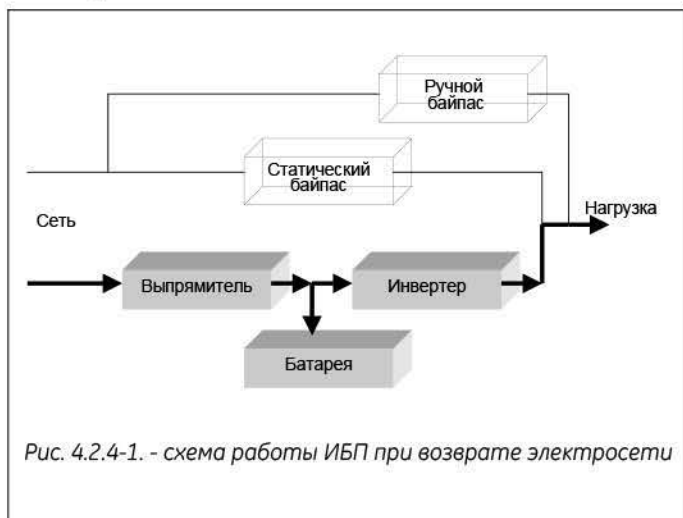 Ручной
байпас
Статический
байпас
Сеть
Нагрузка
Выпрямитель
Инвертер
Батарея
Рис. 4.2.4-1. - схема работы ИБП при возврате электросети